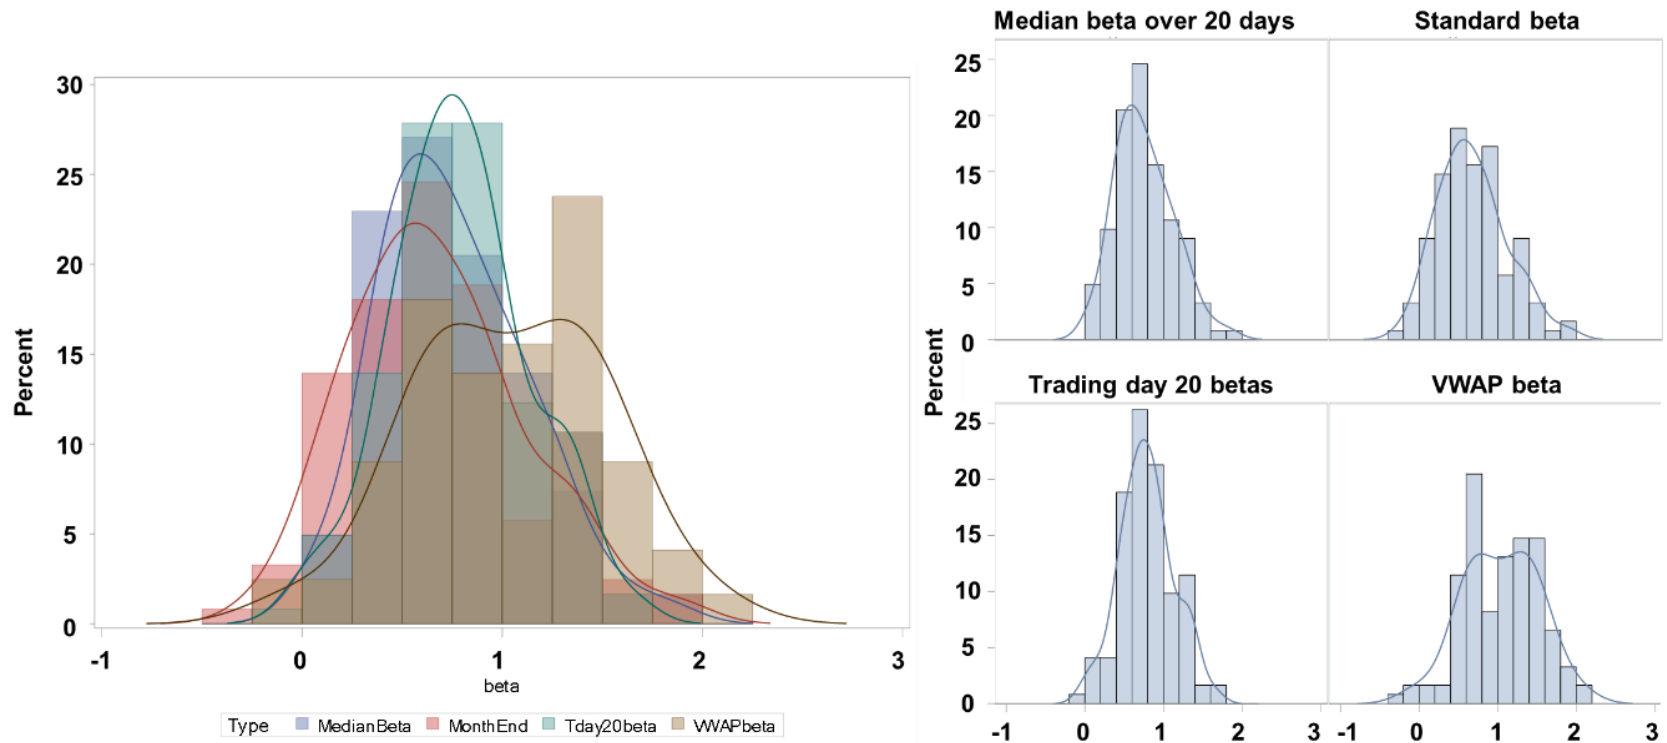 30
25
20
15
10
5
0
Percent
-1 0 1 2 3
beta
Type MedianBeta MonthEnd Tday20beta VWAPbeta
Median beta over 20 days Standard beta
25
20
15
10
5
0
Percent
Trading day 20 betas VWAP beta
25
20
15
10
5
0
-1 0 1 2 3 -1 0 1 2 3